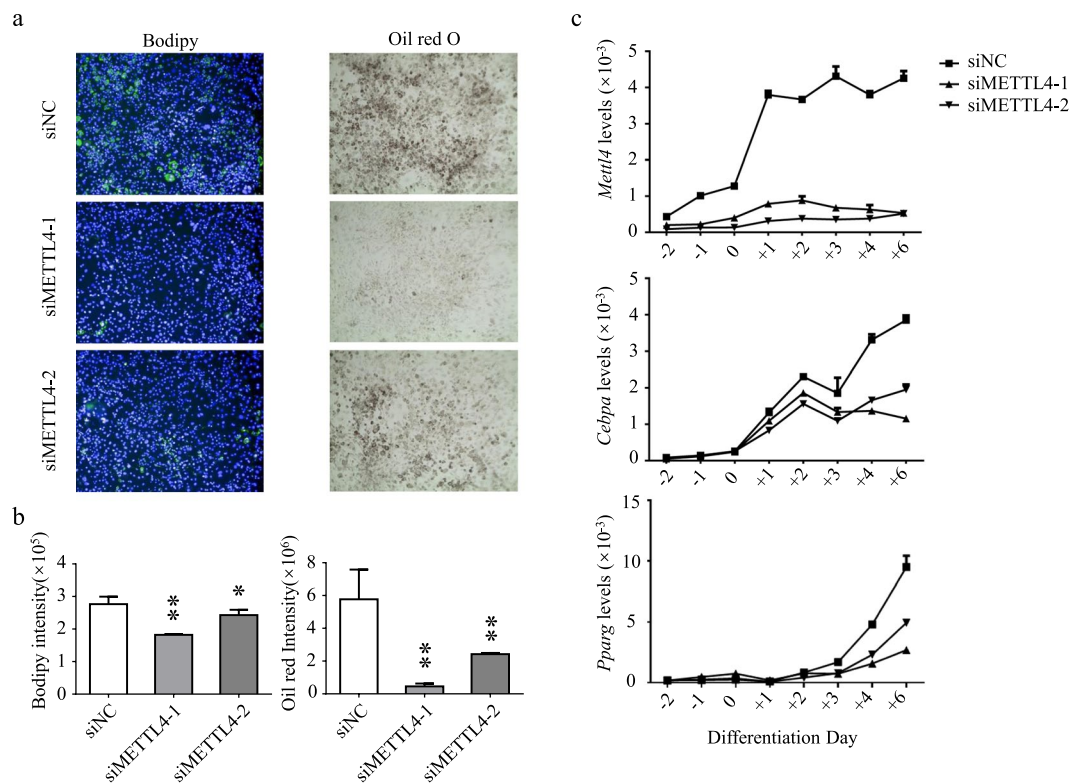 a
Bodipy
Oil red O
siNC
siMETTL4-1
siMETTL4-2
b
Bodipy intensity(×10⁵)
4
3
2
1
0
**
*
siNC
siMETTL4-1
siMETTL4-2
Oil red Intensity(×10⁶)
8
6
4
2
0
**
**
siNC
siMETTL4-1
siMETTL4-2
c
siNC
siMETTL4-1
siMETTL4-2
Mettl4 levels (×10⁻³)
5
4
3
2
1
0
-2 -1 0 +1 +2 +3 +4 +6
Cebpa levels (×10⁻³)
5
4
3
2
1
0
-2 -1 0 +1 +2 +3 +4 +6
Pparg levels (×10⁻³)
15
10
5
0
-2 -1 0 +1 +2 +3 +4 +6
Differentiation Day